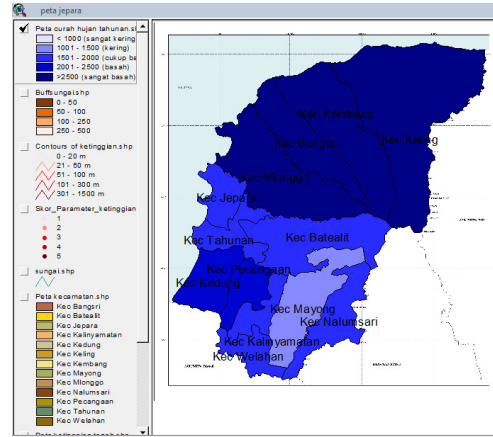 peta jepara
Peta curah hujan tahunan.sh
< 1000 (sangat kering
1001 - 1500 (kering)
1501 - 2000 (cukup ba
2001 - 2500 (basah)
>2500 (sangat basah)
Buffsungai.shp
0 - 50
50 - 100
100 - 250
250 - 500
Contours of ketinggian.shp
0 - 20 m
21 - 50 m
51 - 100 m
101 - 300 m
301 - 1500 m
Skor_Parameter_ketinggian
1
2
3
4
5
sungai.shp
Peta kecamatan.shp
Kec Bangsri
Kec Batealit
Kec Jepara
Kec Kalinyamatan
Kec Kedung
Kec Keling
Kec Kembang
Kec Mayong
Kec Mlonggo
Kec Nalumsari
Kec Pecangaan
Kec Tahunan
Kec Welahan
Kec Kembang
Kec Bangsri
Kec Keling
Kec Mlonggo
Kec Jepara
Kec Tahunan
Kec Batealit
Kec Pecangaan
Kec Kedung
Kec Mayong
Kec Nalumsari
Kec Kalinyamatan
Kec Welahan